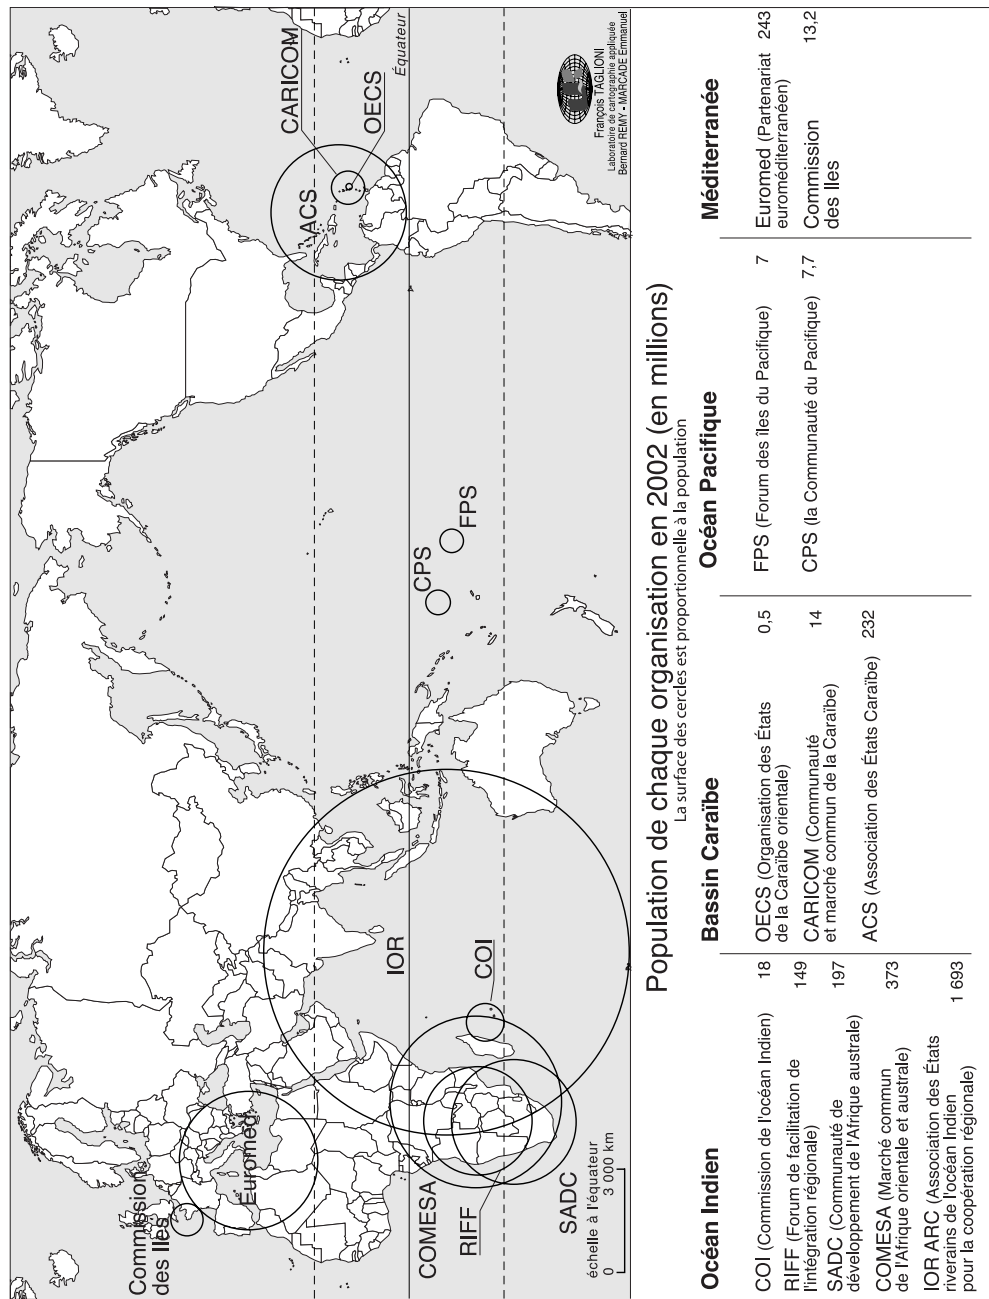 Commissions
des Iles
Euromed
COMESA
RIFF
SADC
IOR
COI
CPS
FPS
ACS
CARICOM
OECS
Équateur
échelle à l'équateur
0 3 000 km
François TAGLIONI
Laboratoire de cartographie appliquée
Bernard REMY - MARCADE Emmanuel
Population de chaque organisation en 2002 (en millions)
La surface des cercles est proportionnelle à la population
Océan Indien
COI (Commission de l'océan Indien) 18
RIFF (Forum de facilitation de
l'intégration régionale) 149
SADC (Communauté de
développement de l'Afrique australe) 197
COMESA (Marché commun
de l'Afrique orientale et australe) 373
IOR ARC (Association des États
riverains de l'océan Indien
pour la coopération régionale) 1 693
Bassin Caraïbe
OECS (Organisation des États
de la Caraïbe orientale) 0,5
CARICOM (Communauté
et marché commun de la Caraïbe) 14
ACS (Association des États Caraïbe) 232
Océan Pacifique
FPS (Forum des îles du Pacifique) 7
CPS (la Communauté du Pacifique) 7,7
Méditerranée
Euromed (Partenariat
euroméditerranéen) 243
Commission
des Iles 13,2